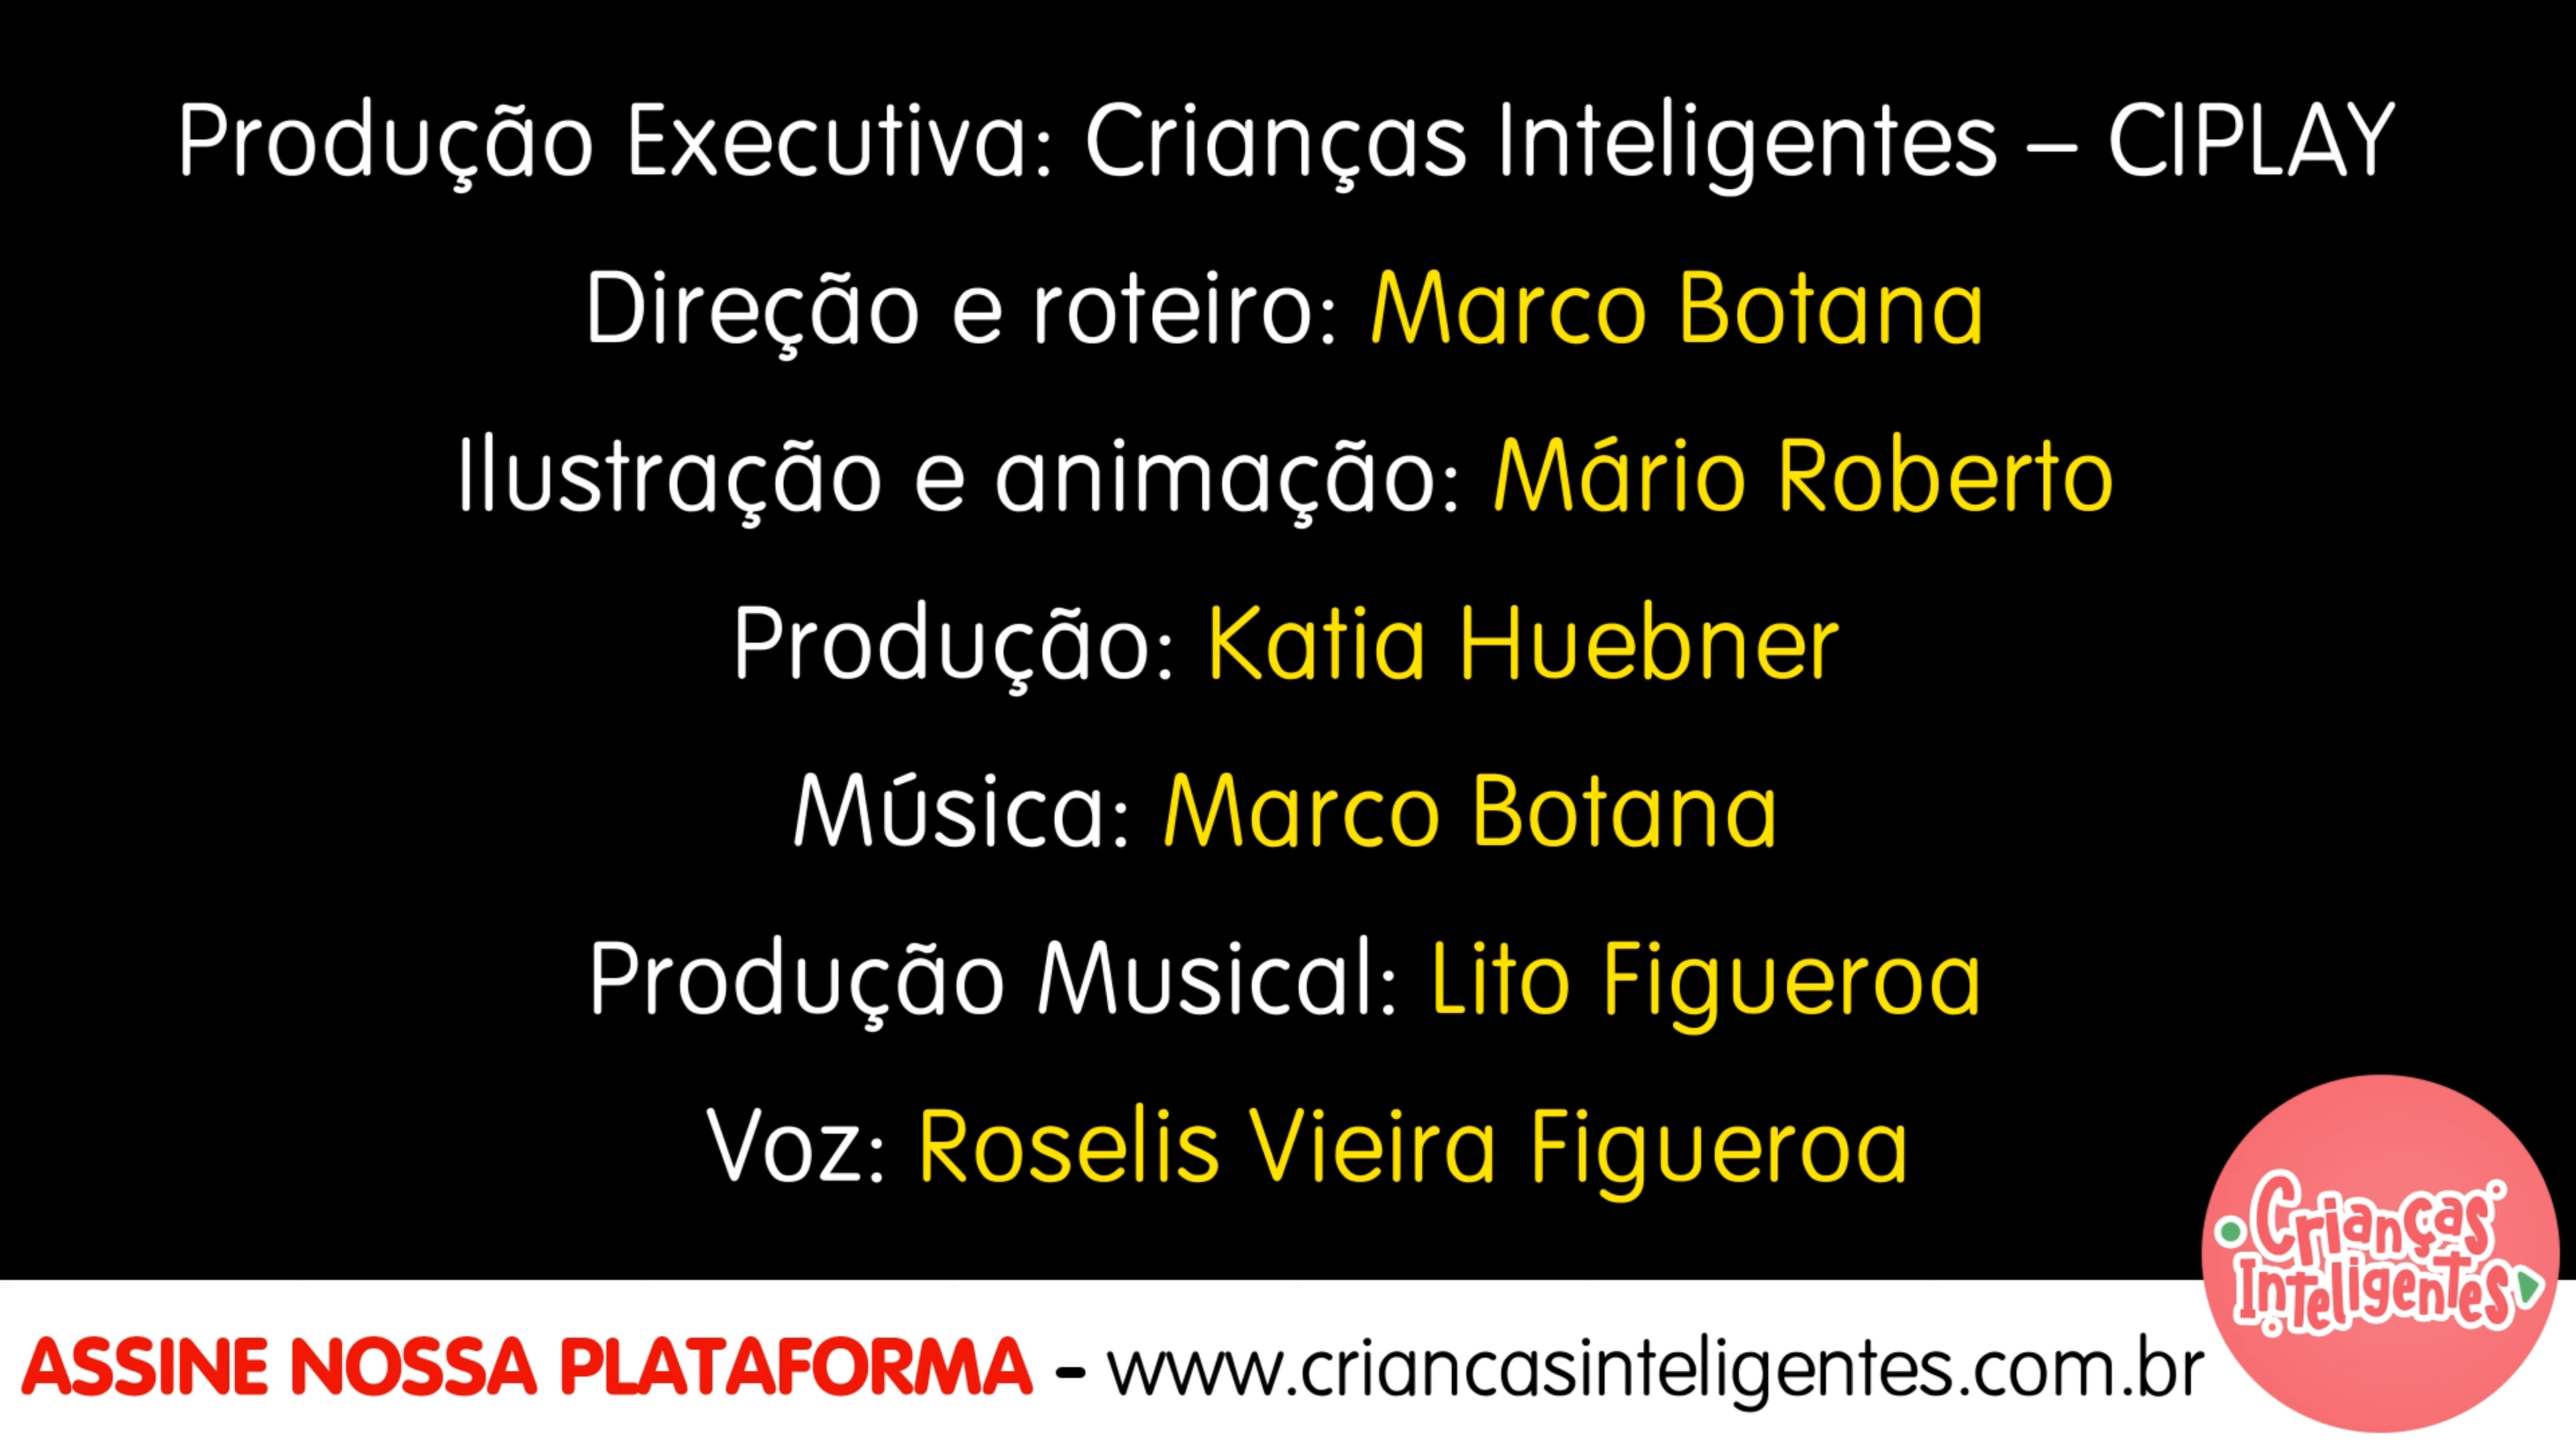 Produção Executiva: Crianças Inteligentes – CIPLAY
Direção e roteiro: Marco Botana
Ilustração e animação: Mário Roberto
Produção: Katia Huebner
Música: Marco Botana
Produção Musical: Lito Figueroa
Voz: Roselis Vieira Figueroa
Crianças
Inteligentes
ASSINE NOSSA PLATAFORMA - www.criancasinteligentes.com.br